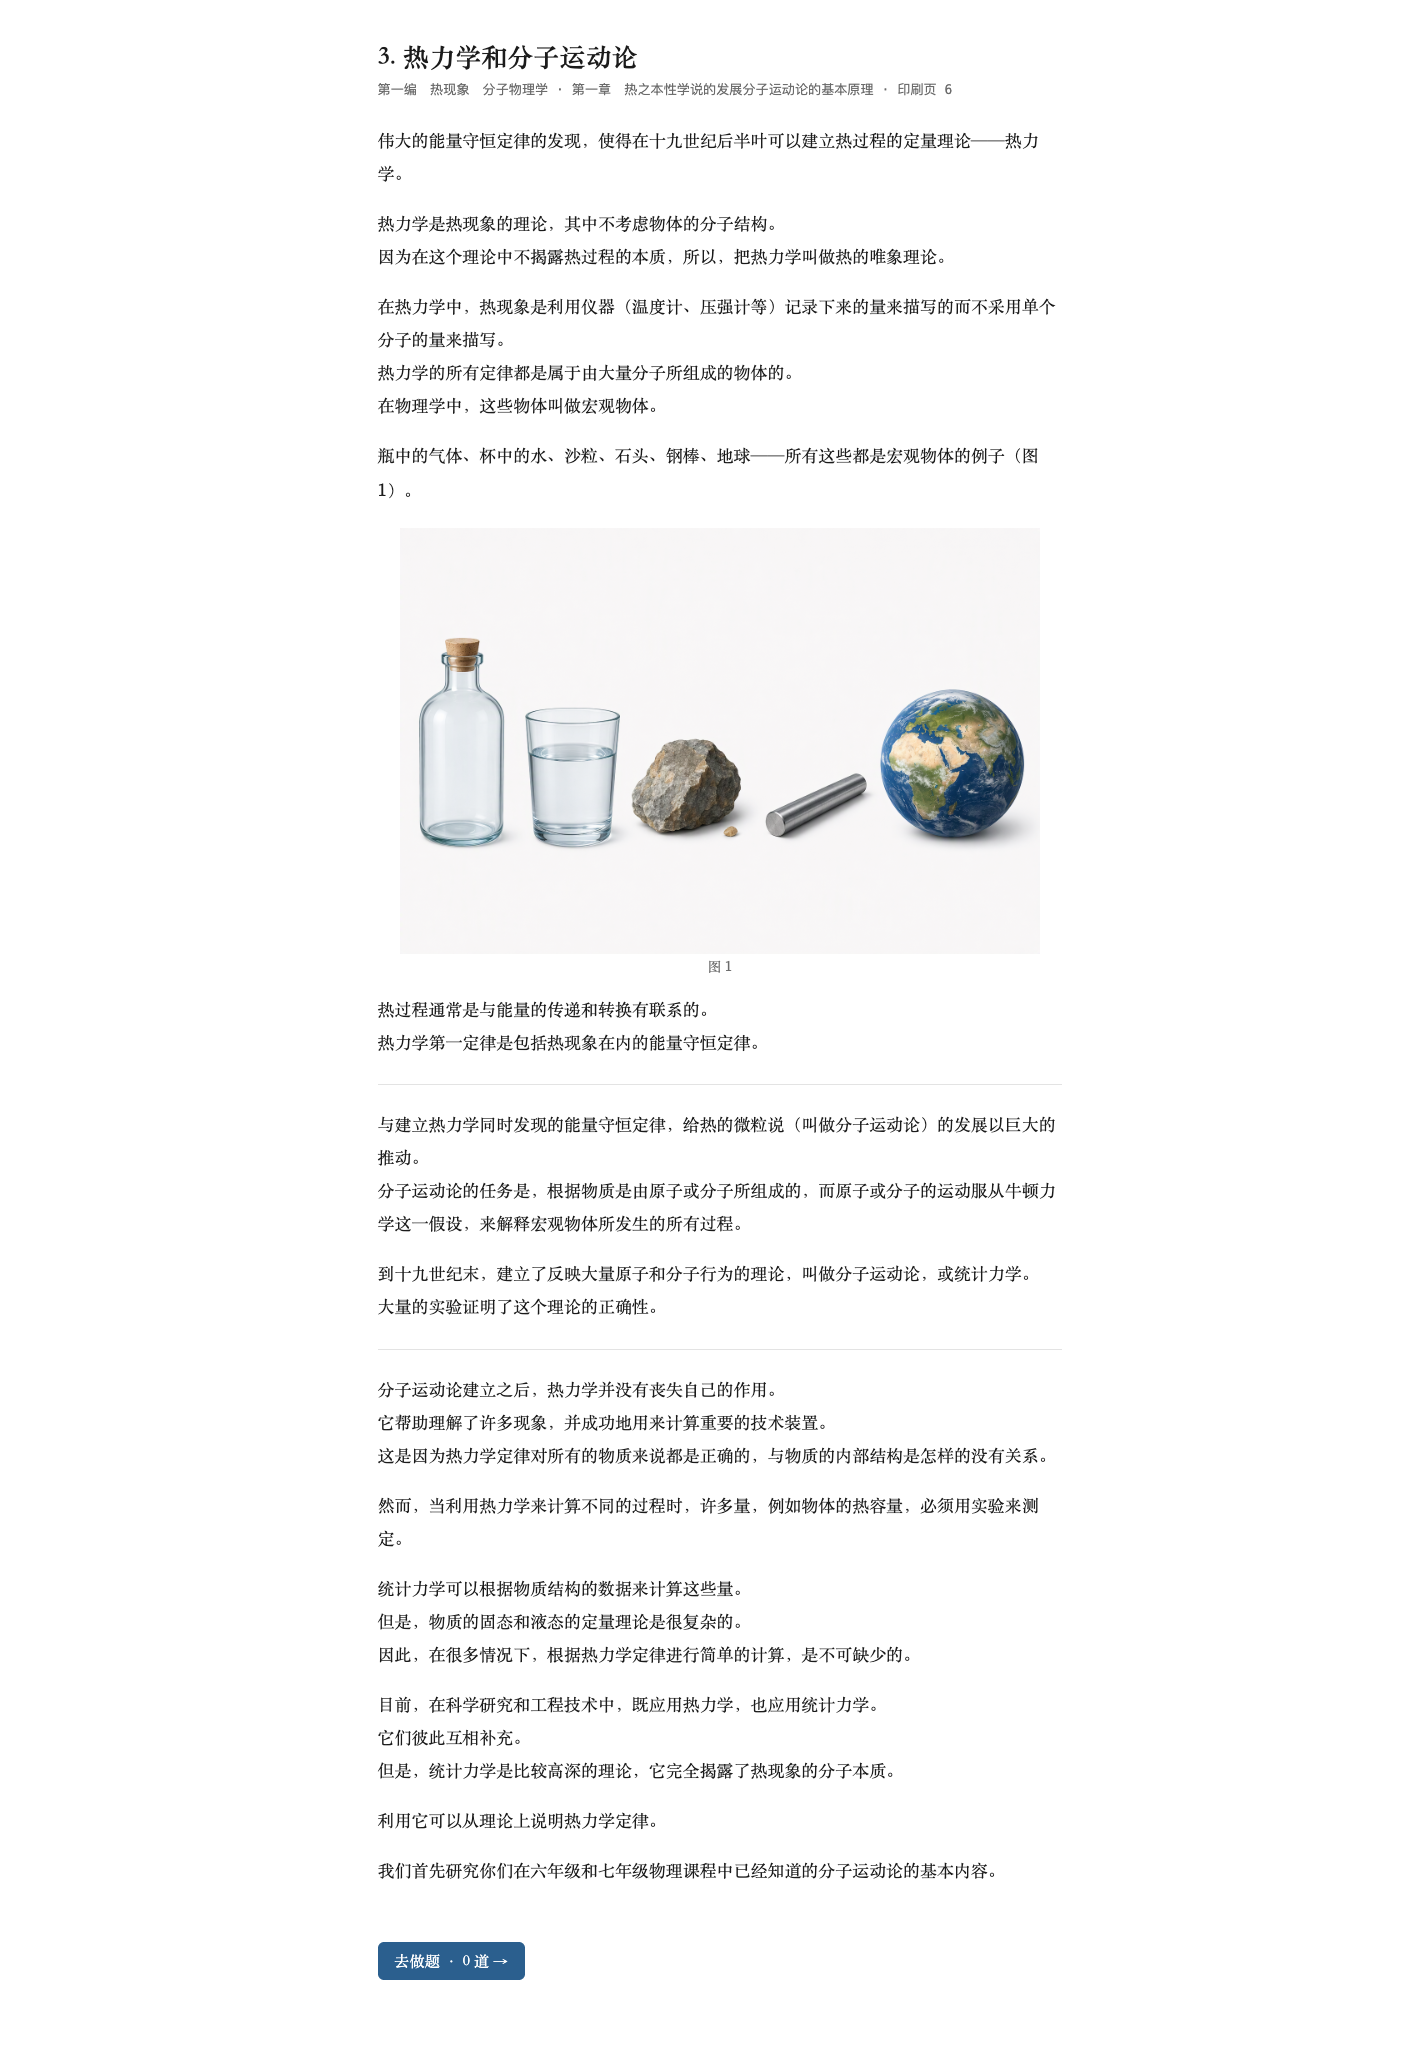 3. 热力学和分子运动论
第一编　热现象　分子物理学 · 第一章　热之本性学说的发展分子运动论的基本原理 · 印刷页 6
伟大的能量守恒定律的发现，使得在十九世纪后半叶可以建立热过程的定量理论——热力
学。
热力学是热现象的理论，其中不考虑物体的分子结构。
因为在这个理论中不揭露热过程的本质，所以，把热力学叫做热的唯象理论。
在热力学中，热现象是利用仪器（温度计、压强计等）记录下来的量来描写的而不采用单个
分子的量来描写。
热力学的所有定律都是属于由大量分子所组成的物体的。
在物理学中，这些物体叫做宏观物体。
瓶中的气体、杯中的水、沙粒、石头、钢棒、地球——所有这些都是宏观物体的例子（图
1）。
图 1
热过程通常是与能量的传递和转换有联系的。
热力学第一定律是包括热现象在内的能量守恒定律。
与建立热力学同时发现的能量守恒定律，给热的微粒说（叫做分子运动论）的发展以巨大的
推动。
分子运动论的任务是，根据物质是由原子或分子所组成的，而原子或分子的运动服从牛顿力
学这一假设，来解释宏观物体所发生的所有过程。
到十九世纪末，建立了反映大量原子和分子行为的理论，叫做分子运动论，或统计力学。
大量的实验证明了这个理论的正确性。
分子运动论建立之后，热力学并没有丧失自己的作用。
它帮助理解了许多现象，并成功地用来计算重要的技术装置。
这是因为热力学定律对所有的物质来说都是正确的，与物质的内部结构是怎样的没有关系。
然而，当利用热力学来计算不同的过程时，许多量，例如物体的热容量，必须用实验来测
定。
统计力学可以根据物质结构的数据来计算这些量。
但是，物质的固态和液态的定量理论是很复杂的。
因此，在很多情况下，根据热力学定律进行简单的计算，是不可缺少的。
目前，在科学研究和工程技术中，既应用热力学，也应用统计力学。
它们彼此互相补充。
但是，统计力学是比较高深的理论，它完全揭露了热现象的分子本质。
利用它可以从理论上说明热力学定律。
我们首先研究你们在六年级和七年级物理课程中已经知道的分子运动论的基本内容。
去做题 · 0 道 →